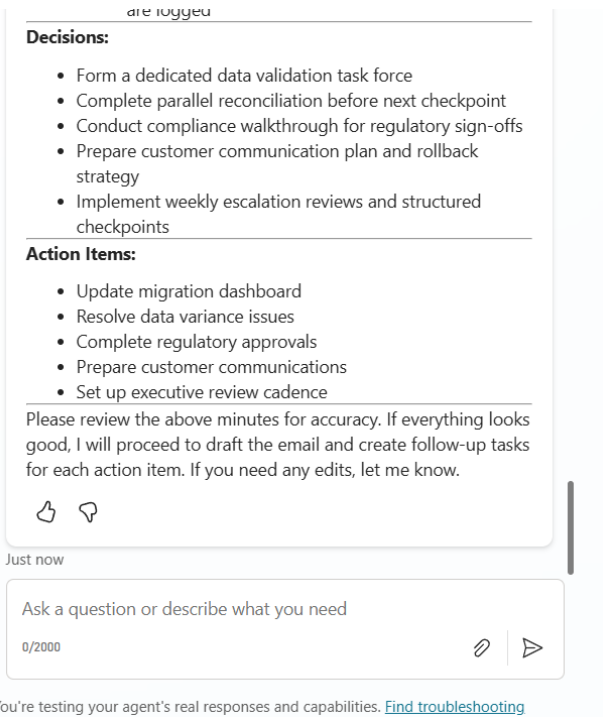 are logged
Decisions:
• Form a dedicated data validation task force
• Complete parallel reconciliation before next checkpoint
• Conduct compliance walkthrough for regulatory sign-offs
• Prepare customer communication plan and rollback
strategy
• Implement weekly escalation reviews and structured
checkpoints
Action Items:
• Update migration dashboard
• Resolve data variance issues
• Complete regulatory approvals
• Prepare customer communications
• Set up executive review cadence
Please review the above minutes for accuracy. If everything looks
good, I will proceed to draft the email and create follow-up tasks
for each action item. If you need any edits, let me know.
Just now
Ask a question or describe what you need
0/2000
You're testing your agent's real responses and capabilities. Find troubleshooting